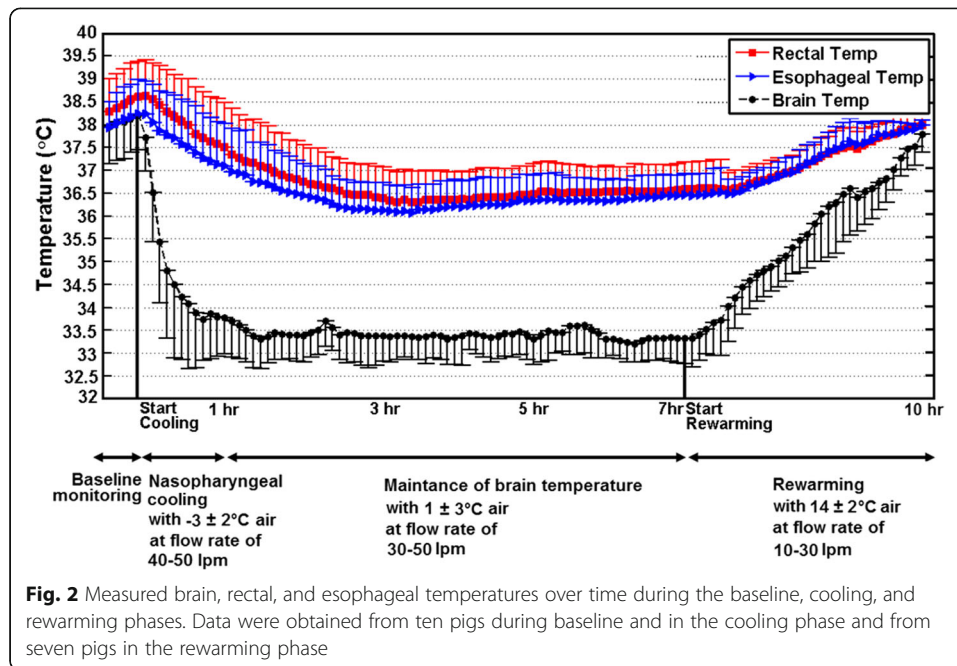 40
39.5
39
38.5
38
37.5
37
36.5
36
35.5
35
34.5
34
33.5
33
32.5
32
Temperature (°C)
Rectal Temp
Esophageal Temp
Brain Temp
Start Cooling
1 hr
3 hr
5 hr
7hr
Start Rewarming
10 hr
Baseline
monitoring
Nasopharyngeal
cooling
with -3 ± 2°C air
at flow rate of
40-50 lpm
Maintance of brain temperature
with 1 ± 3°C air
at flow rate of
30-50 lpm
Rewarming
with 14 ± 2°C air
at flow rate of
10-30 lpm
Fig. 2 Measured brain, rectal, and esophageal temperatures over time during the baseline, cooling, and
rewarming phases. Data were obtained from ten pigs during baseline and in the cooling phase and from
seven pigs in the rewarming phase